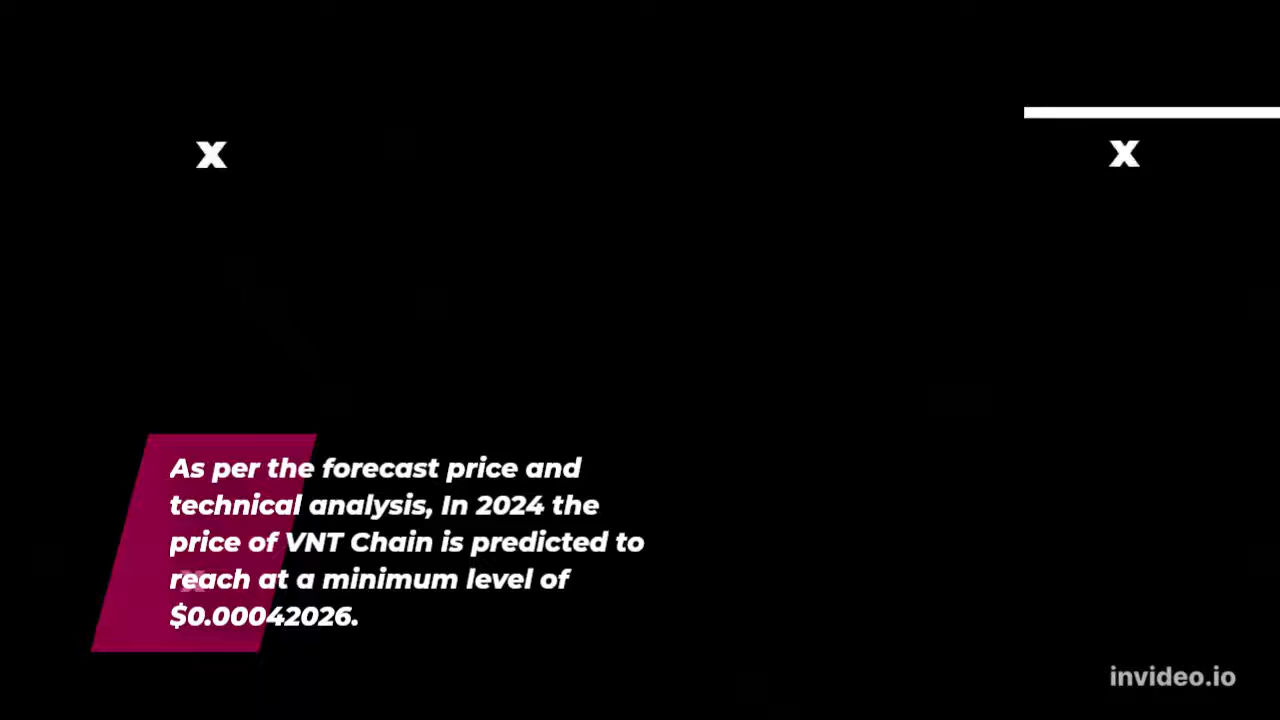 x
x
As per the forecast price and
technical analysis, In 2024 the
price of VNT Chain is predicted to
reach at a minimum level of
$0.00042026.
invideo.io